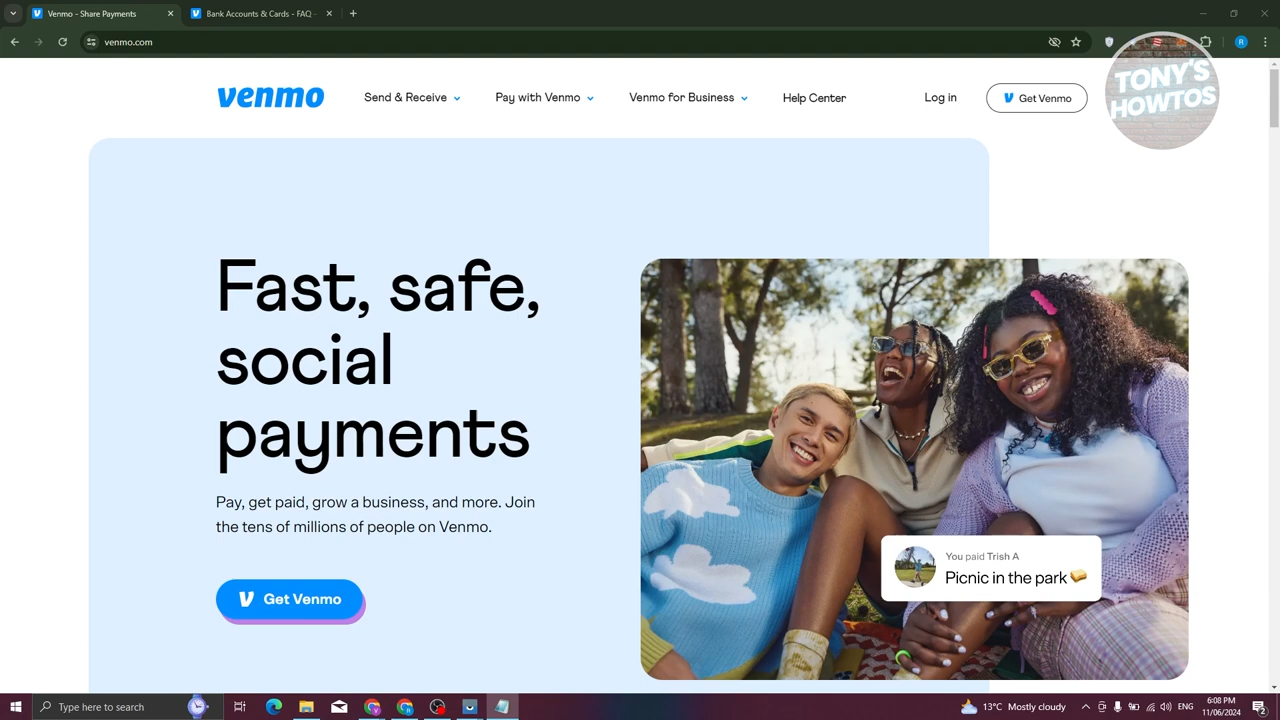 Venmo - Share Payments
Bank Accounts & Cards - FAQ -
venmo.com
R
TONY'S
HOWTOS
venmo
Send & Receive
Pay with Venmo
Venmo for Business
Help Center
Log in
Get Venmo
Fast, safe,
social
payments
Pay, get paid, grow a business, and more. Join
the tens of millions of people on Venmo.
Get Venmo
You paid Trish A
Picnic in the park
Type here to search
13°C Mostly cloudy
ENG
6:08 PM
11/06/2024
2